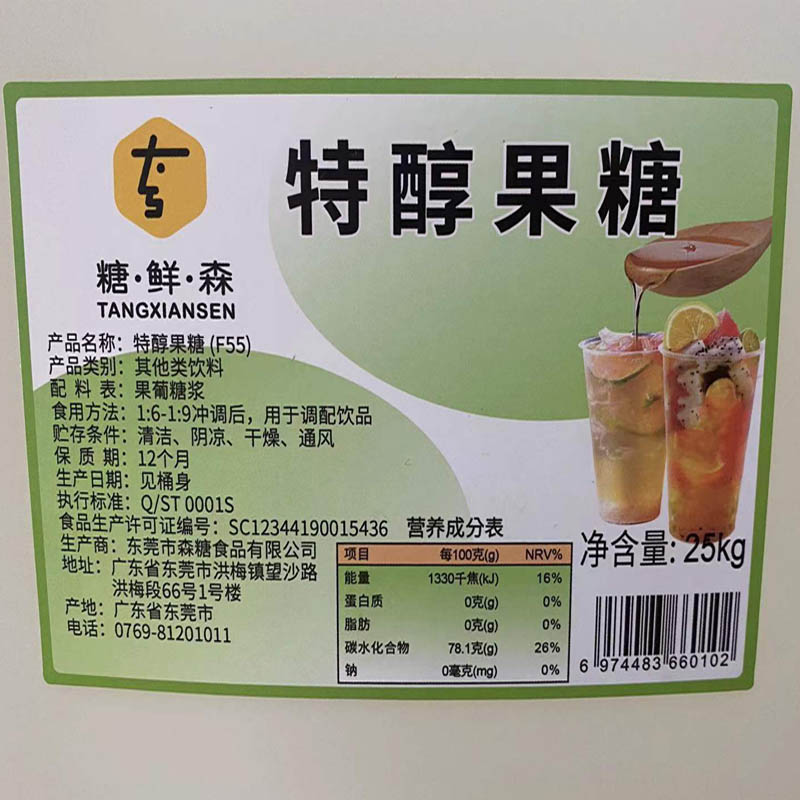 特醇果糖
糖·鲜·森
TANGXIANSEN
产品名称：特醇果糖(F55)
产品类别：其他类饮料
配 料 表：果葡糖浆
食用方法：1:6-1:9冲调后，用于调配饮品
贮存条件：清洁、阴凉、干燥、通风
保 质 期：12个月
生产日期：见桶身
执行标准：Q/ST 0001S
食品生产许可证编号：SC12344190015436
生产商：东莞市森糖食品有限公司
地址：广东省东莞市洪梅镇望沙路
洪梅段66号1号楼
产地：广东省东莞市
电话：0769-81201011
营养成分表
项目 每100克(g) NRV%
能量 1330千焦(kJ) 16%
蛋白质 0克(g) 0%
脂肪 0克(g) 0%
碳水化合物 78.1克(g) 26%
钠 0毫克(mg) 0%
净含量: 25kg
6 974483 660102